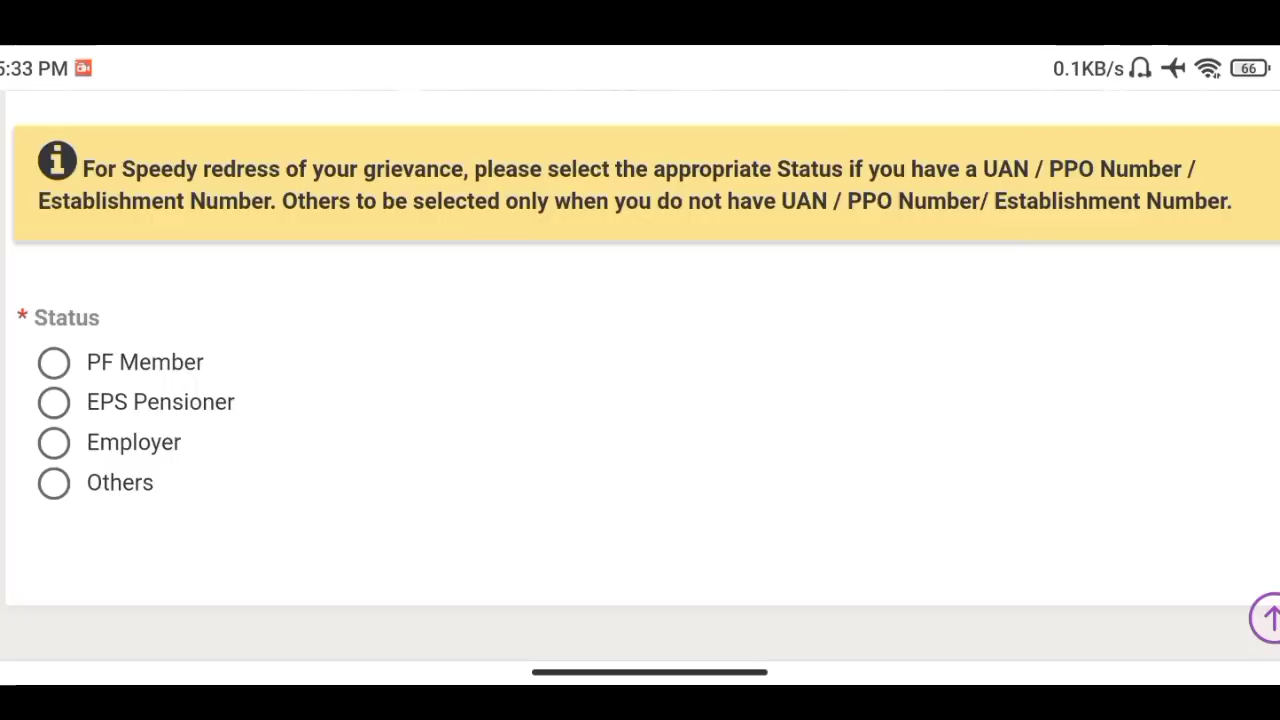 5:33 PM
0.1KB/s 66
For Speedy redress of your grievance, please select the appropriate Status if you have a UAN / PPO Number /
Establishment Number. Others to be selected only when you do not have UAN / PPO Number/ Establishment Number.
* Status
PF Member
EPS Pensioner
Employer
Others